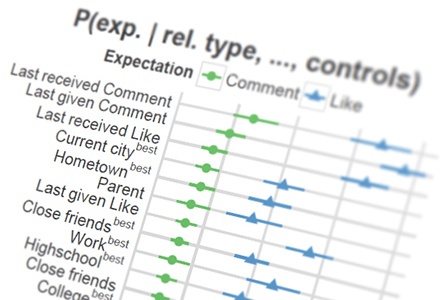 P(exp. | rel. type, ..., controls)
Expectation Comment Like
Last received Comment
Last given Comment
Last received Like
Current city best
Hometown best
Parent
Last given Like
Close friends best
Work best
Highschool best
Close friends
College best